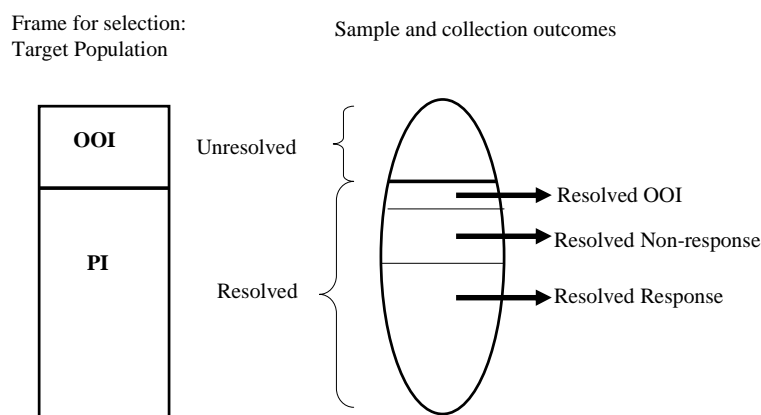 Frame for selection:
Target Population
Sample and collection outcomes
OOI
PI
Unresolved
Resolved
Resolved OOI
Resolved Non-response
Resolved Response